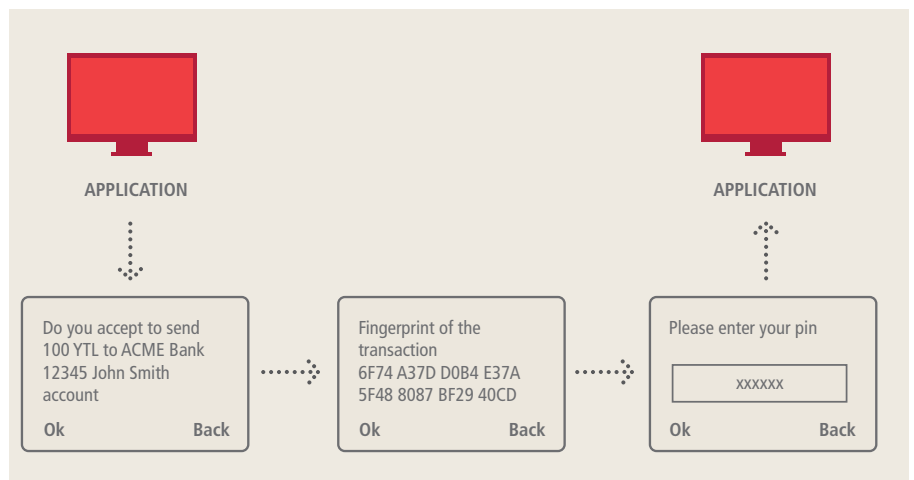 APPLICATION
APPLICATION
Do you accept to send
100 YTL to ACME Bank
12345 John Smith
account
Ok Back
Fingerprint of the
transaction
6F74 A37D D0B4 E37A
5F48 8087 BF29 40CD
Ok Back
Please enter your pin
xxxxxx
Ok Back